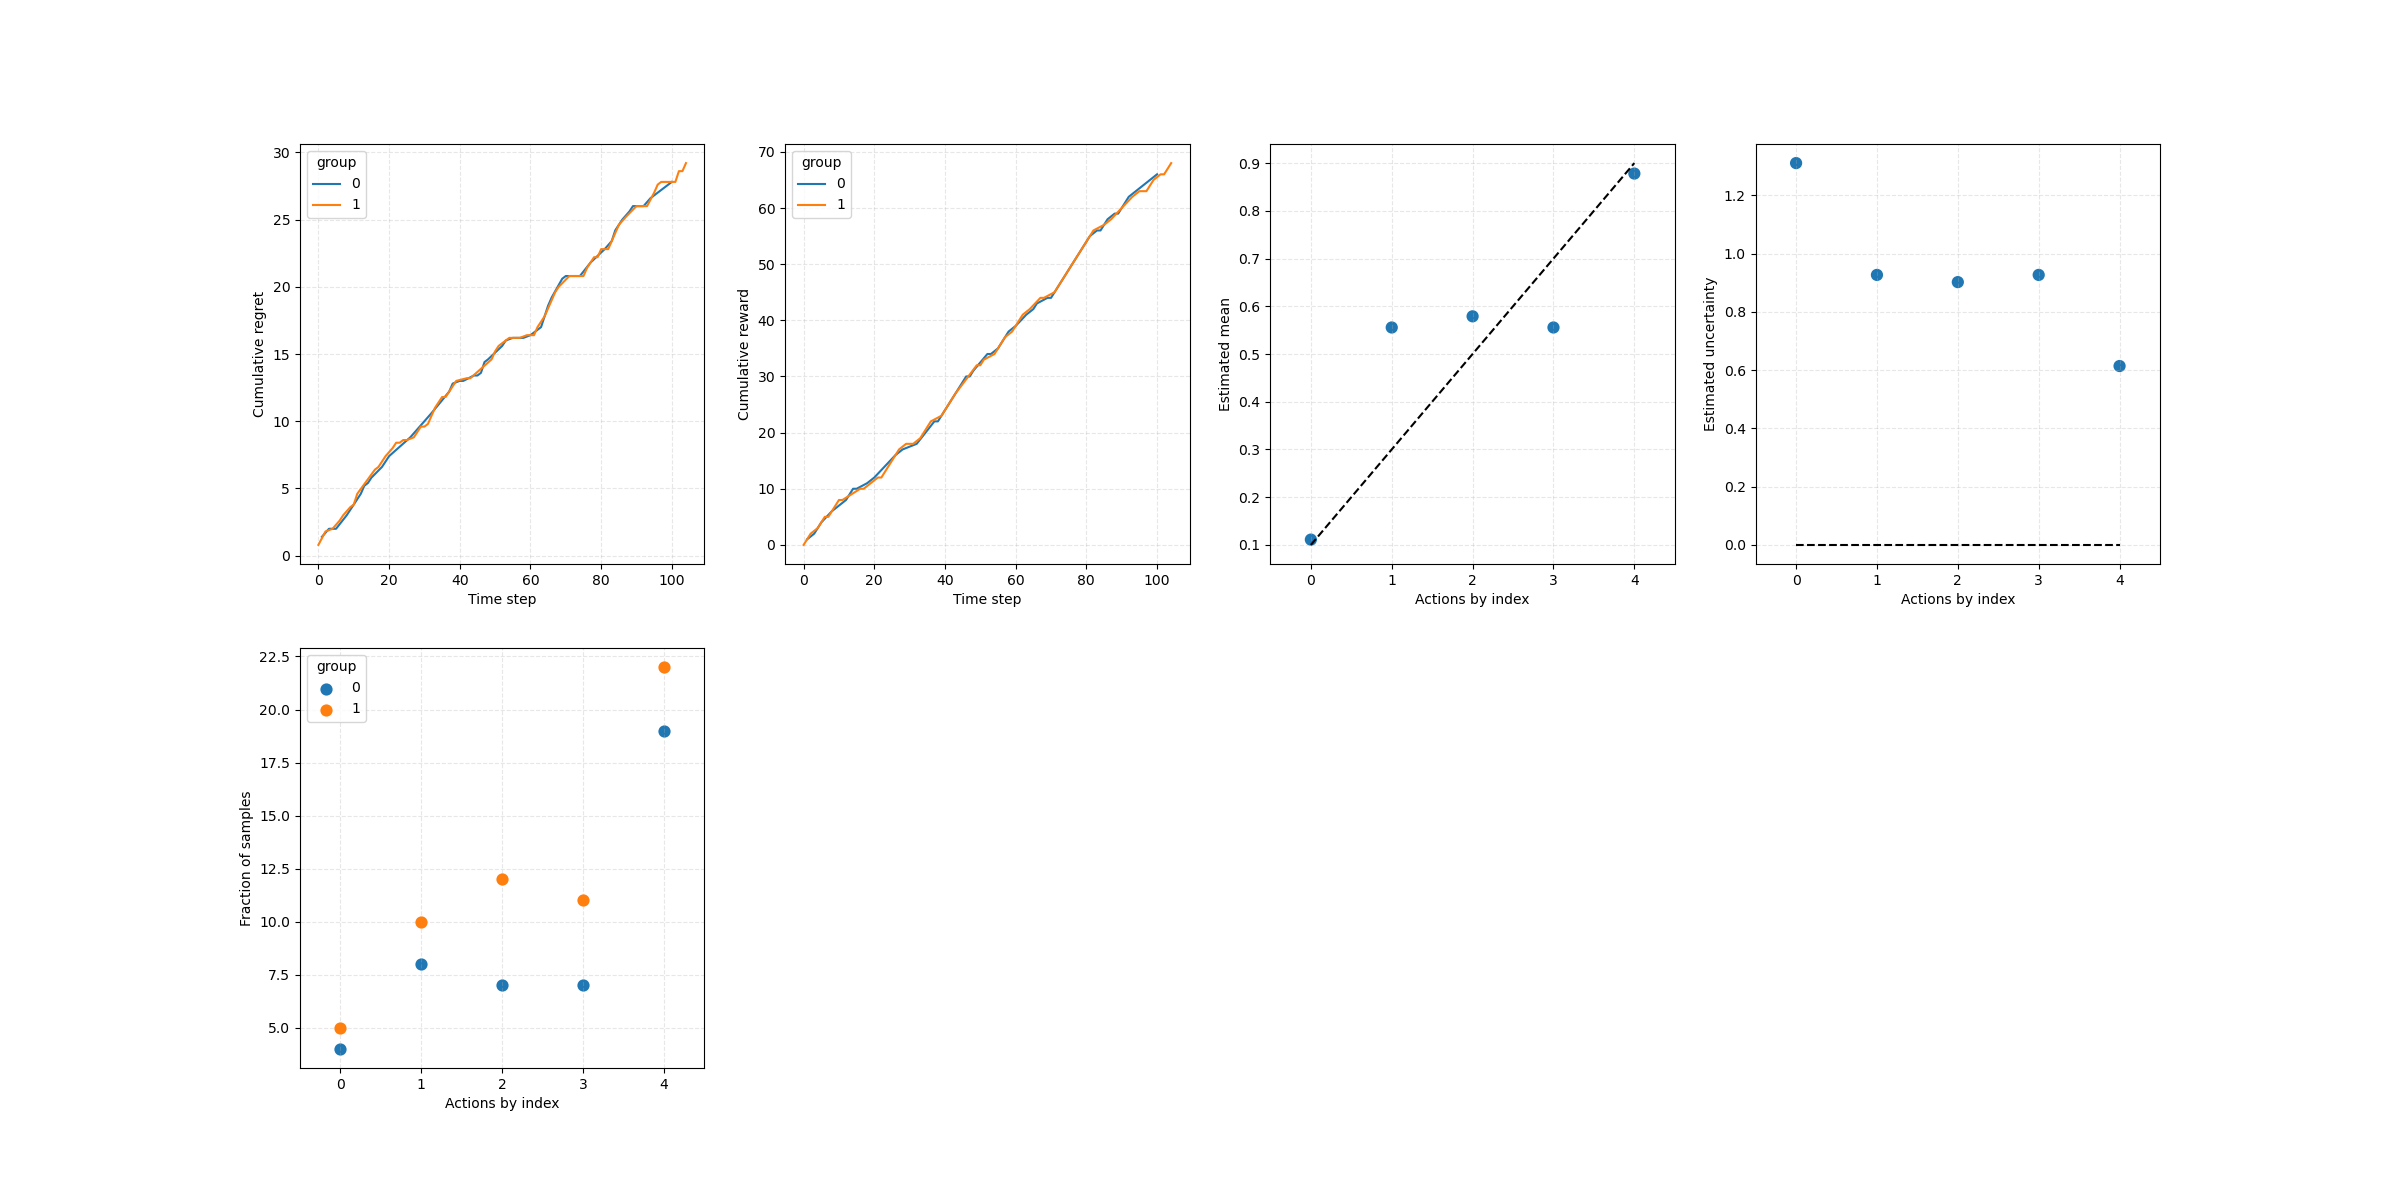 Cumulative regret
30
25
20
15
10
5
0
group
0
1
0 20 40 60 80 100
Time step
Cumulative reward
70
60
50
40
30
20
10
0
group
0
1
0 20 40 60 80 100
Time step
Estimated mean
0.9
0.8
0.7
0.6
0.5
0.4
0.3
0.2
0.1
0 1 2 3 4
Actions by index
Estimated uncertainty
1.2
1.0
0.8
0.6
0.4
0.2
0.0
0 1 2 3 4
Actions by index
Fraction of samples
22.5
20.0
17.5
15.0
12.5
10.0
7.5
5.0
group
0
1
0 1 2 3 4
Actions by index